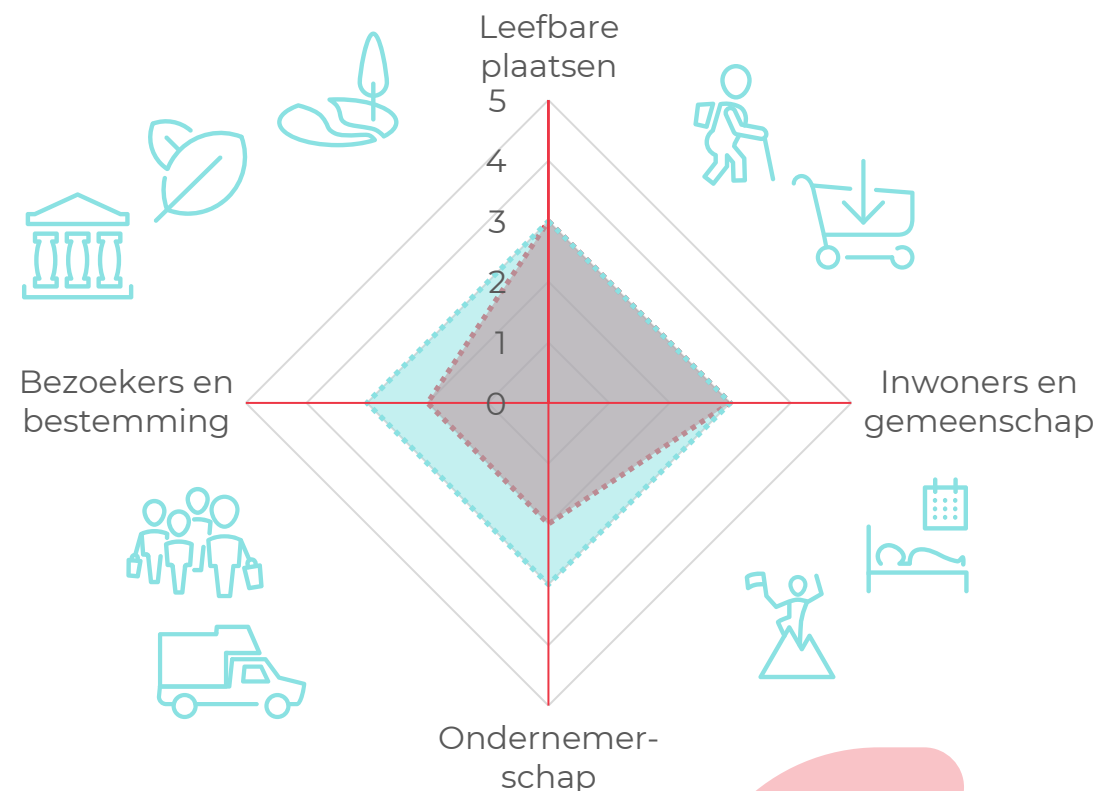 Leefbare
plaatsen
5
4
3
2
1
0
Bezoekers en
bestemming
Inwoners en
gemeenschap
Ondernemer-
schap